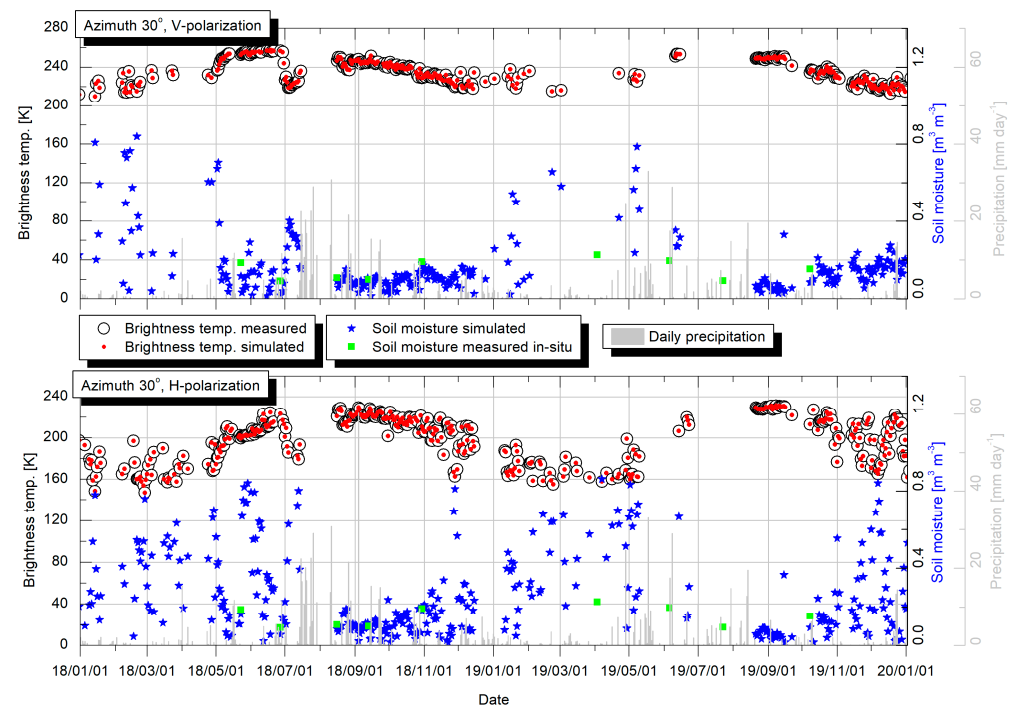 Azimuth 30°, V-polarization
280
240
200
160
120
80
40
0
Brightness temp. [K]
1.2
0.8
0.4
0.0
Soil moisture [m³ m⁻³]
60
40
20
0
Precipitation [mm day⁻¹]
Brightness temp. measured
Brightness temp. simulated
Soil moisture simulated
Soil moisture measured in-situ
Daily precipitation
Azimuth 30°, H-polarization
240
200
160
120
80
40
0
Brightness temp. [K]
1.2
0.8
0.4
0.0
Soil moisture [m³ m⁻³]
60
40
20
0
Precipitation [mm day⁻¹]
18/01/01 18/03/01 18/05/01 18/07/01 18/09/01 18/11/01 19/01/01 19/03/01 19/05/01 19/07/01 19/09/01 19/11/01 20/01/01
Date